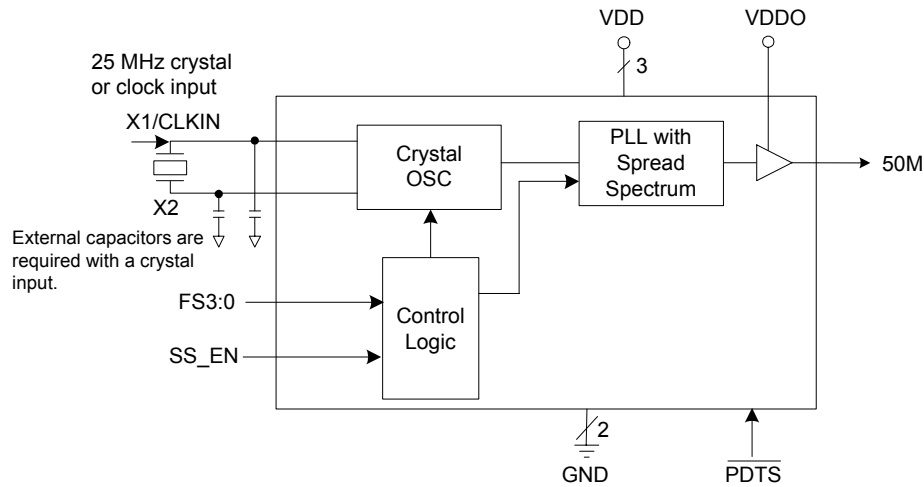 VDD
VDDO
3
25 MHz crystal
or clock input
X1/CLKIN
X2
External capacitors are
required with a crystal
input.
Crystal
OSC
PLL with
Spread
Spectrum
50M
FS3:0
SS_EN
Control
Logic
2
GND
PDTS